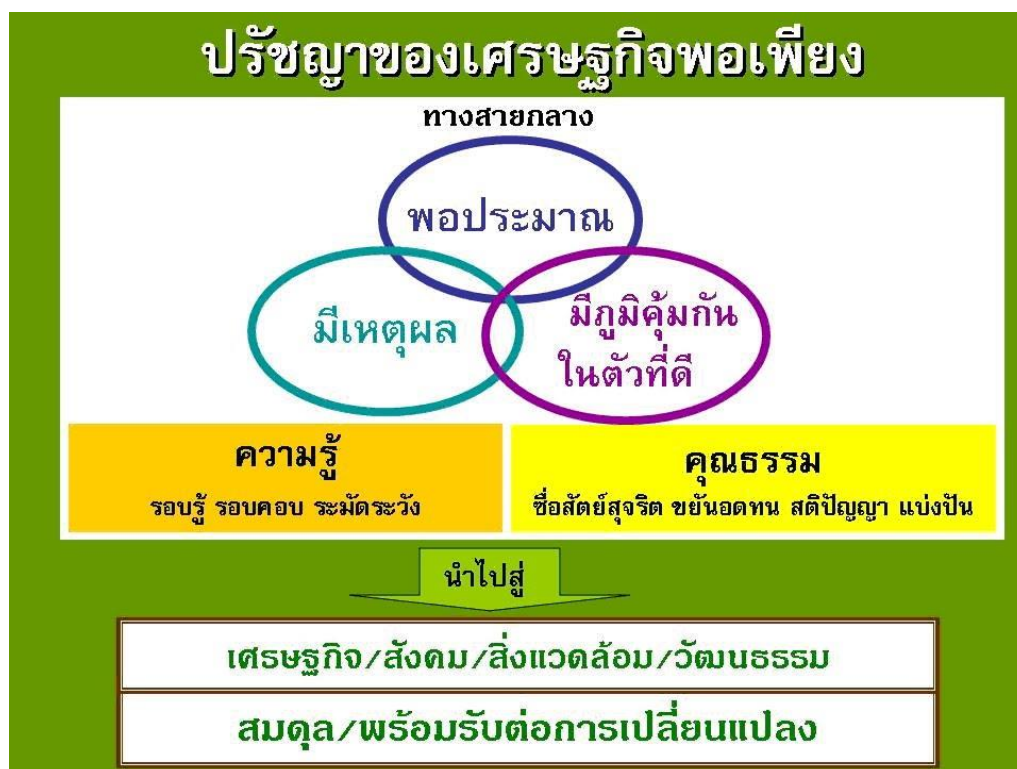 ปรัชญาของเศรษฐกิจพอเพียง
ทางสายกลาง
พอประมาณ
มีเหตุผล
มีภูมิคุ้มกัน
ในตัวที่ดี
ความรู้
รอบรู้ รอบคอบ ระมัดระวัง
คุณธรรม
ซื่อสัตย์สุจริต ขยันอดทน สติปัญญา แบ่งปัน
นำไปสู่
เศรษฐกิจ/สังคม/สิ่งแวดล้อม/วัฒนธรรม
สมดุล/พร้อมรับต่อการเปลี่ยนแปลง